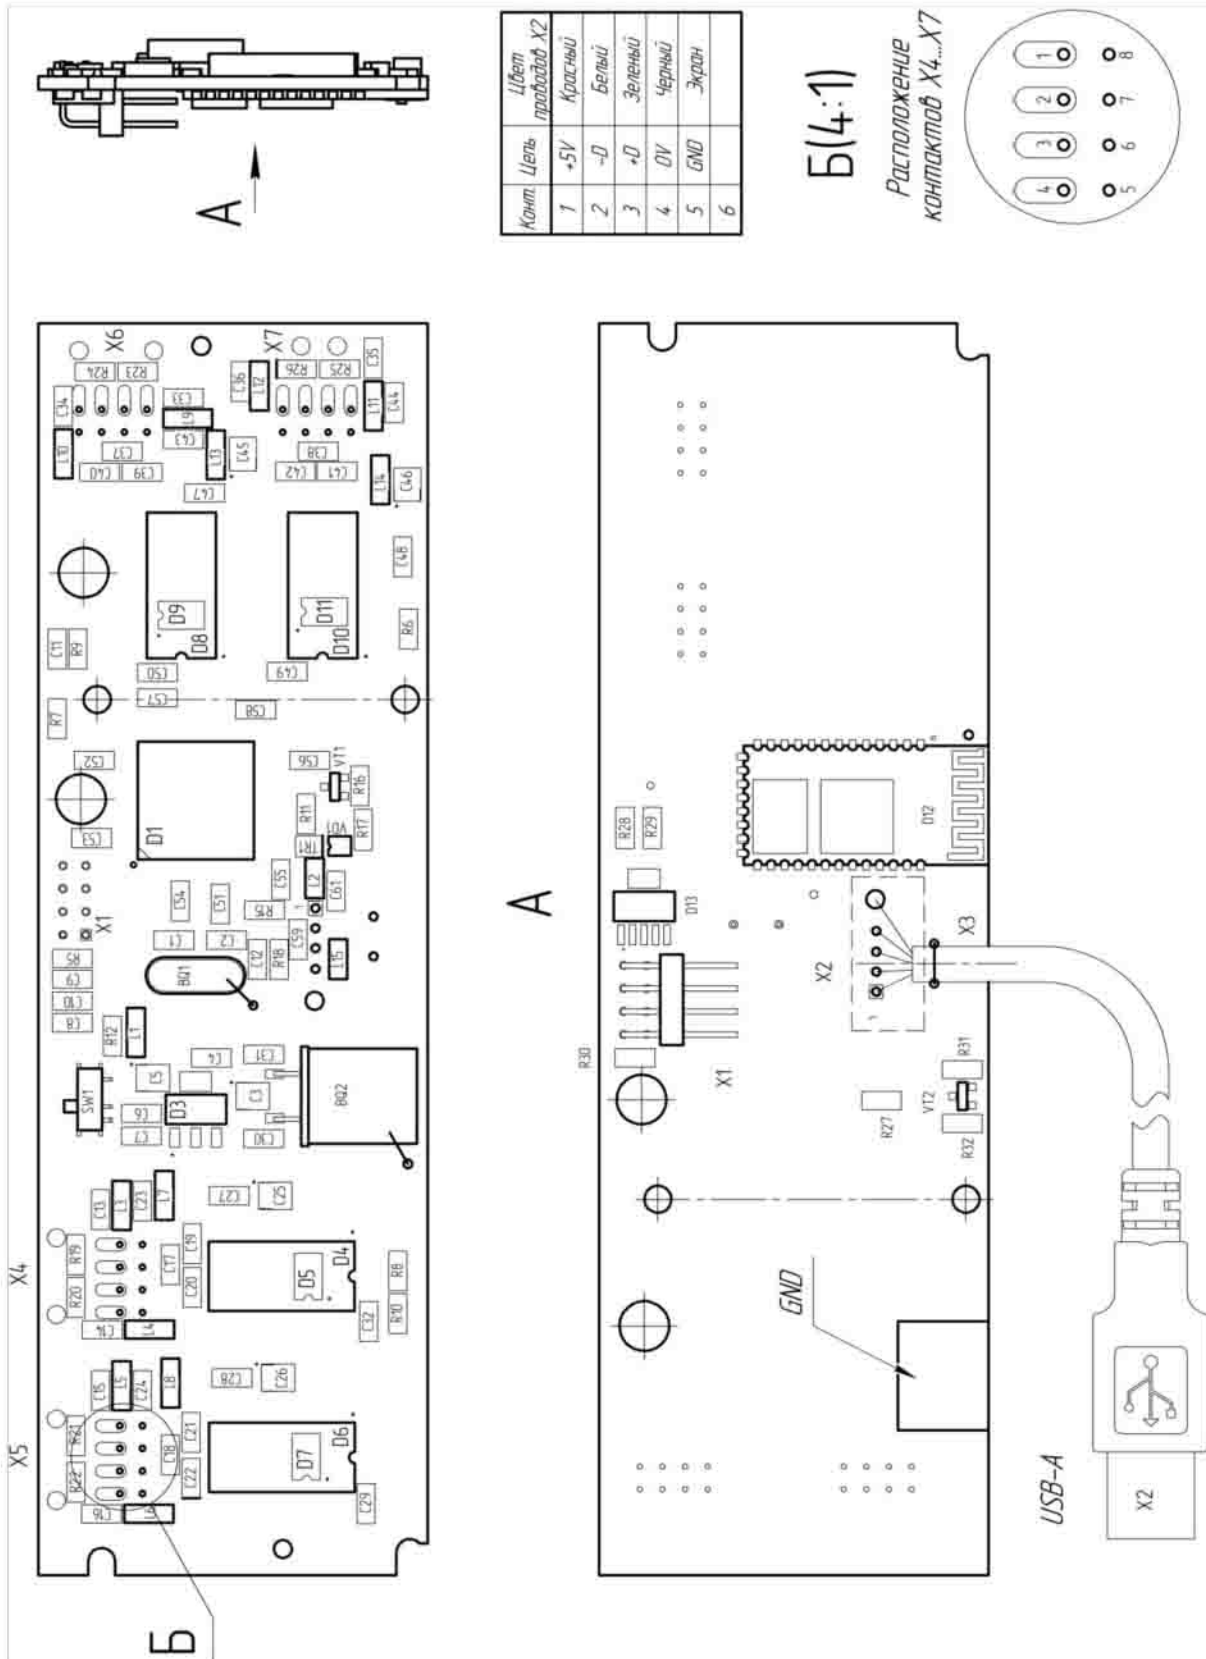 А
Конт.	Цепь	Цвет проводов X2
1	+5V	Красный
2	-D	Белый
3	+D	Зеленый
4	0V	Черный
5	GND	Экран
6
Б(4:1)
Расположение
контактов X4...X7
4 3 2 1
5 6 7 8
X5 X4
C16 R22 R21 C15 C14 R20 R19 C13
L6 L5 C24 L4 L3 C23
C18 L8 C17 L7
C22 C21 C20 C19
C28 C27
D7 D6 C26 D5 D4 C25
C29 C32 R10 R8
SW1 R12 L1
C8 C10 C9 R5 X1
C7 C6 C5
D3 C4
C30 C3 C31
BQ2
BQ1 C1 C2
C54 C51
C12 R18 R15 C59 C55
1
L15 C61 L2
TR1 R11 VD1 R17
VT1 R16 C56
C53 C52 D1
R7 C11 R9
C57 C50 C58 C49
D8 D9
D10 D11
R6 C48
L10 C34 R24 R23 X6
C40 C39 C37 C43 L9 C33
C47 L13 C45
C36 L12 R26 R25 X7 C35
C42 C41 C38 L11 C44
L14 C46
Б
А
R30 X1
D13
R28
R29
D12
X2
1
X3
R27
VT2
R32 R31
GND
USB-A
X2